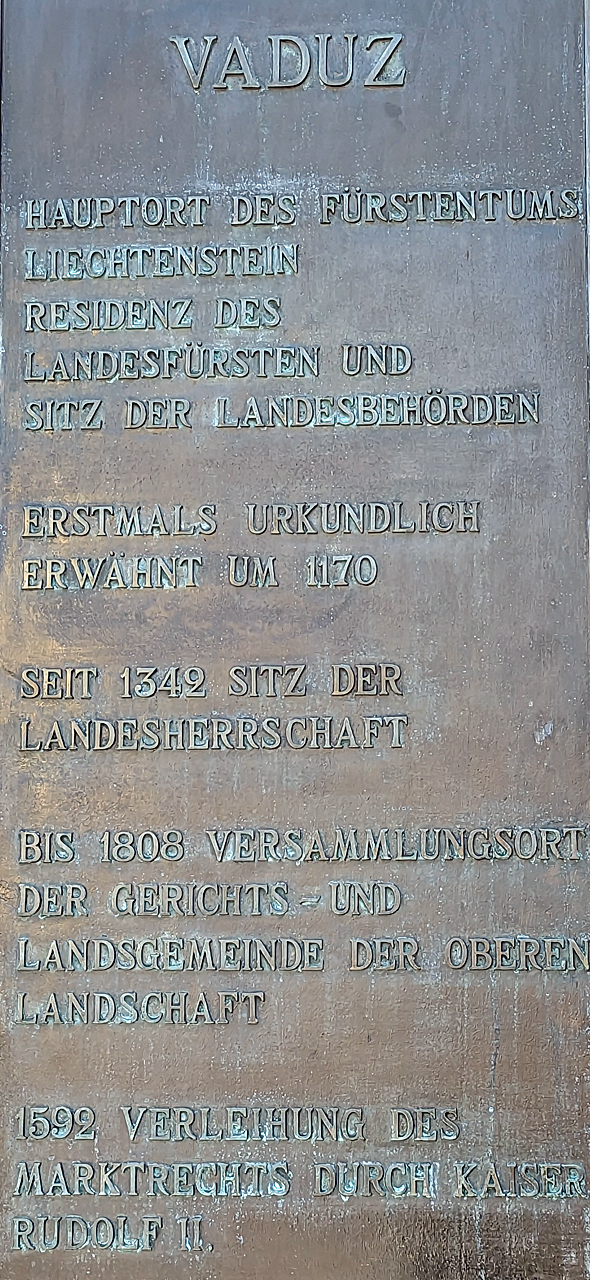 VADUZ
HAUPTORT DES FÜRSTENTUMS
LIECHTENSTEIN
RESIDENZ DES
LANDESFÜRSTEN UND
SITZ DER LANDESBEHÖRDEN
ERSTMALS URKUNDLICH
ERWÄHNT UM 1170
SEIT 1342 SITZ DER
LANDESHERRSCHAFT
BIS 1808 VERSAMMLUNGSORT
DER GERICHTS - UND
LANDSGEMEINDE DER OBEREN
LANDSCHAFT
1592 VERLEIHUNG DES
MARKTRECHTS DURCH KAISER
RUDOLF II.